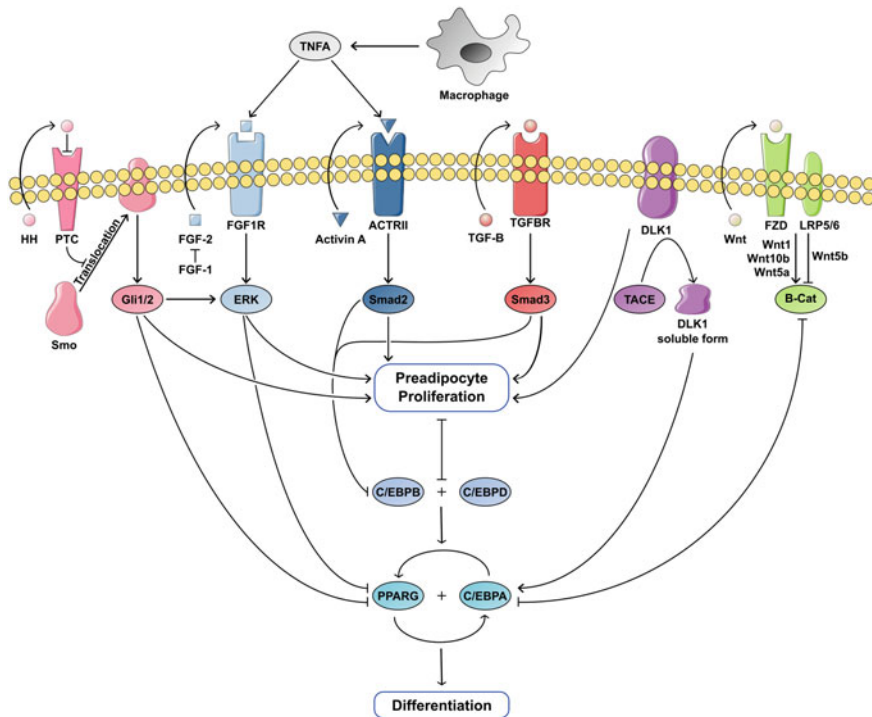 TNFA
Macrophage
HH
PTC
Translocation
Smo
FGF-2
FGF-1
FGF1R
Activin A
ACTRII
TGF-B
TGFBR
DLK1
Wnt
FZD
LRP5/6
Wnt1
Wnt10b
Wnt5a
Wnt5b
Gli1/2
ERK
Smad2
Smad3
TACE
DLK1
soluble form
B-Cat
Preadipocyte
Proliferation
C/EBPB
+
C/EBPD
PPARG
+
C/EBPA
Differentiation